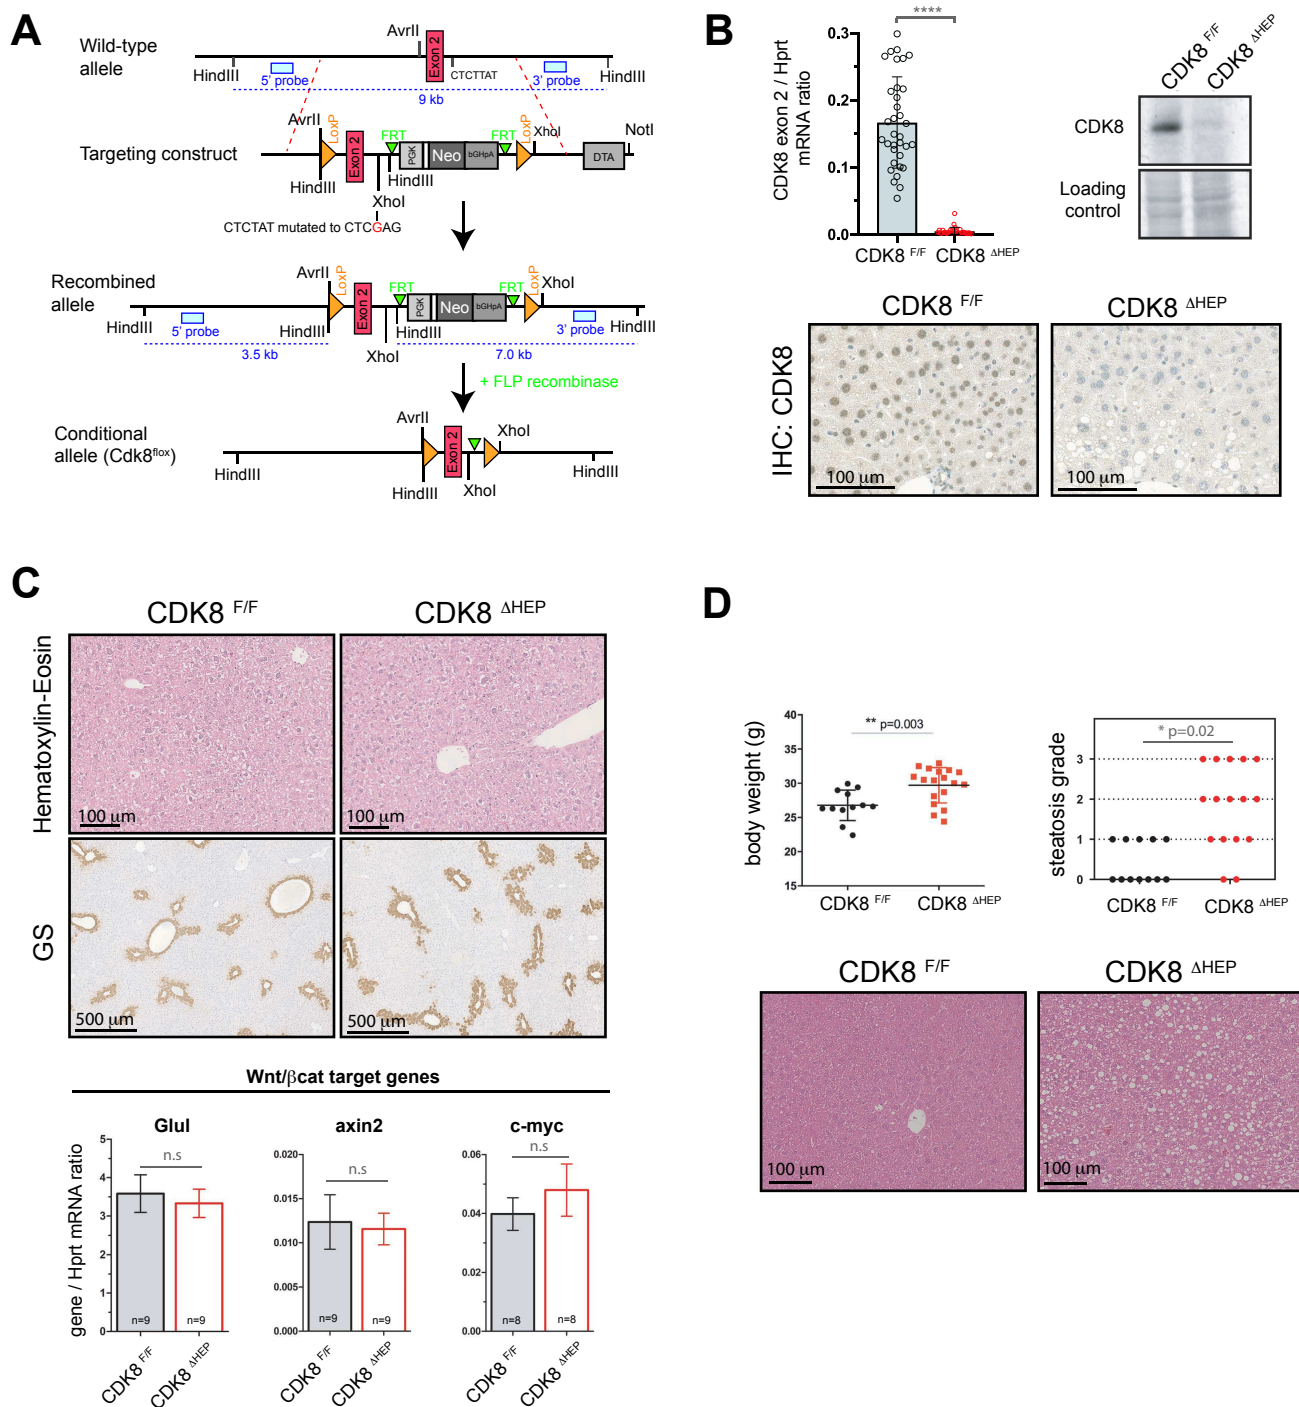 A
Wild-type
allele
AvrII
Exon 2
CTCTTAT
HindIII
5' probe
3' probe
HindIII
9 kb
AvrII
LoxP
Exon 2
FRT
PGK
Neo
bGHpA
FRT
LoxP
XhoI
NotI
DTA
Targeting construct
HindIII
HindIII
XhoI
CTCTAT mutated to CTCGAG
Recombined
allele
AvrII
LoxP
Exon 2
FRT
PGK
Neo
bGHpA
FRT
LoxP
XhoI
HindIII
5' probe
HindIII
HindIII
3' probe
HindIII
XhoI
3.5 kb
7.0 kb
+ FLP recombinase
Conditional
allele (Cdk8flox)
AvrII
Exon 2
XhoI
HindIII
HindIII
XhoI
HindIII
B
****
CDK8 exon 2 / Hprt
mRNA ratio
0.3
0.2
0.1
0.0
CDK8 F/F
CDK8 ΔHEP
CDK8 F/F
CDK8 ΔHEP
CDK8
Loading
control
CDK8 F/F
CDK8 ΔHEP
IHC: CDK8
100 µm
100 µm
C
CDK8 F/F
CDK8 ΔHEP
Hematoxylin-Eosin
100 µm
100 µm
GS
500 µm
500 µm
Wnt/βcat target genes
Glul
axin2
c-myc
gene / Hprt mRNA ratio
5
4
3
2
1
0
n.s
n=9
n=9
CDK8 F/F
CDK8 ΔHEP
0.020
0.015
0.010
0.005
0.000
n.s
n=9
n=9
CDK8 F/F
CDK8 ΔHEP
0.06
0.04
0.02
0.00
n.s
n=8
n=8
CDK8 F/F
CDK8 ΔHEP
D
body weight (g)
40
35
30
25
20
15
** p=0.003
CDK8 F/F
CDK8 ΔHEP
steatosis grade
3
2
1
0
* p=0.02
CDK8 F/F
CDK8 ΔHEP
CDK8 F/F
CDK8 ΔHEP
100 µm
100 µm